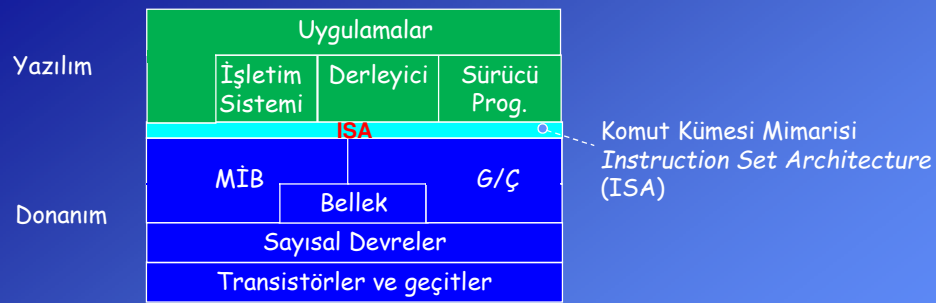 Uygulamalar
Yazılım
İşletim Sistemi
Derleyici
Sürücü Prog.
ISA
Komut Kümesi Mimarisi
Instruction Set Architecture
(ISA)
MİB
G/Ç
Bellek
Donanım
Sayısal Devreler
Transistörler ve geçitler